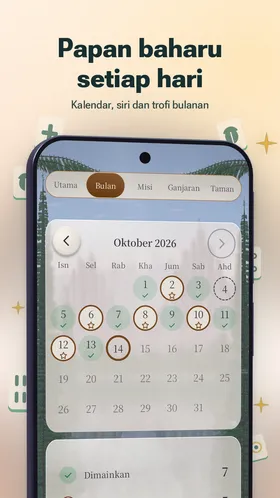 Papan baharu
setiap hari
Kalendar, siri dan trofi bulanan
Utama Bulan Misi Ganjaran Taman
Oktober 2026
Isn Sel Rab Kha Jum Sab Ahd
1 2 3 4
5 6 7 8 9 10 11
12 13 14 15 16 17 18
19 20 21 22 23 24 25
26 27 28 29 30 31
Dimainkan 7